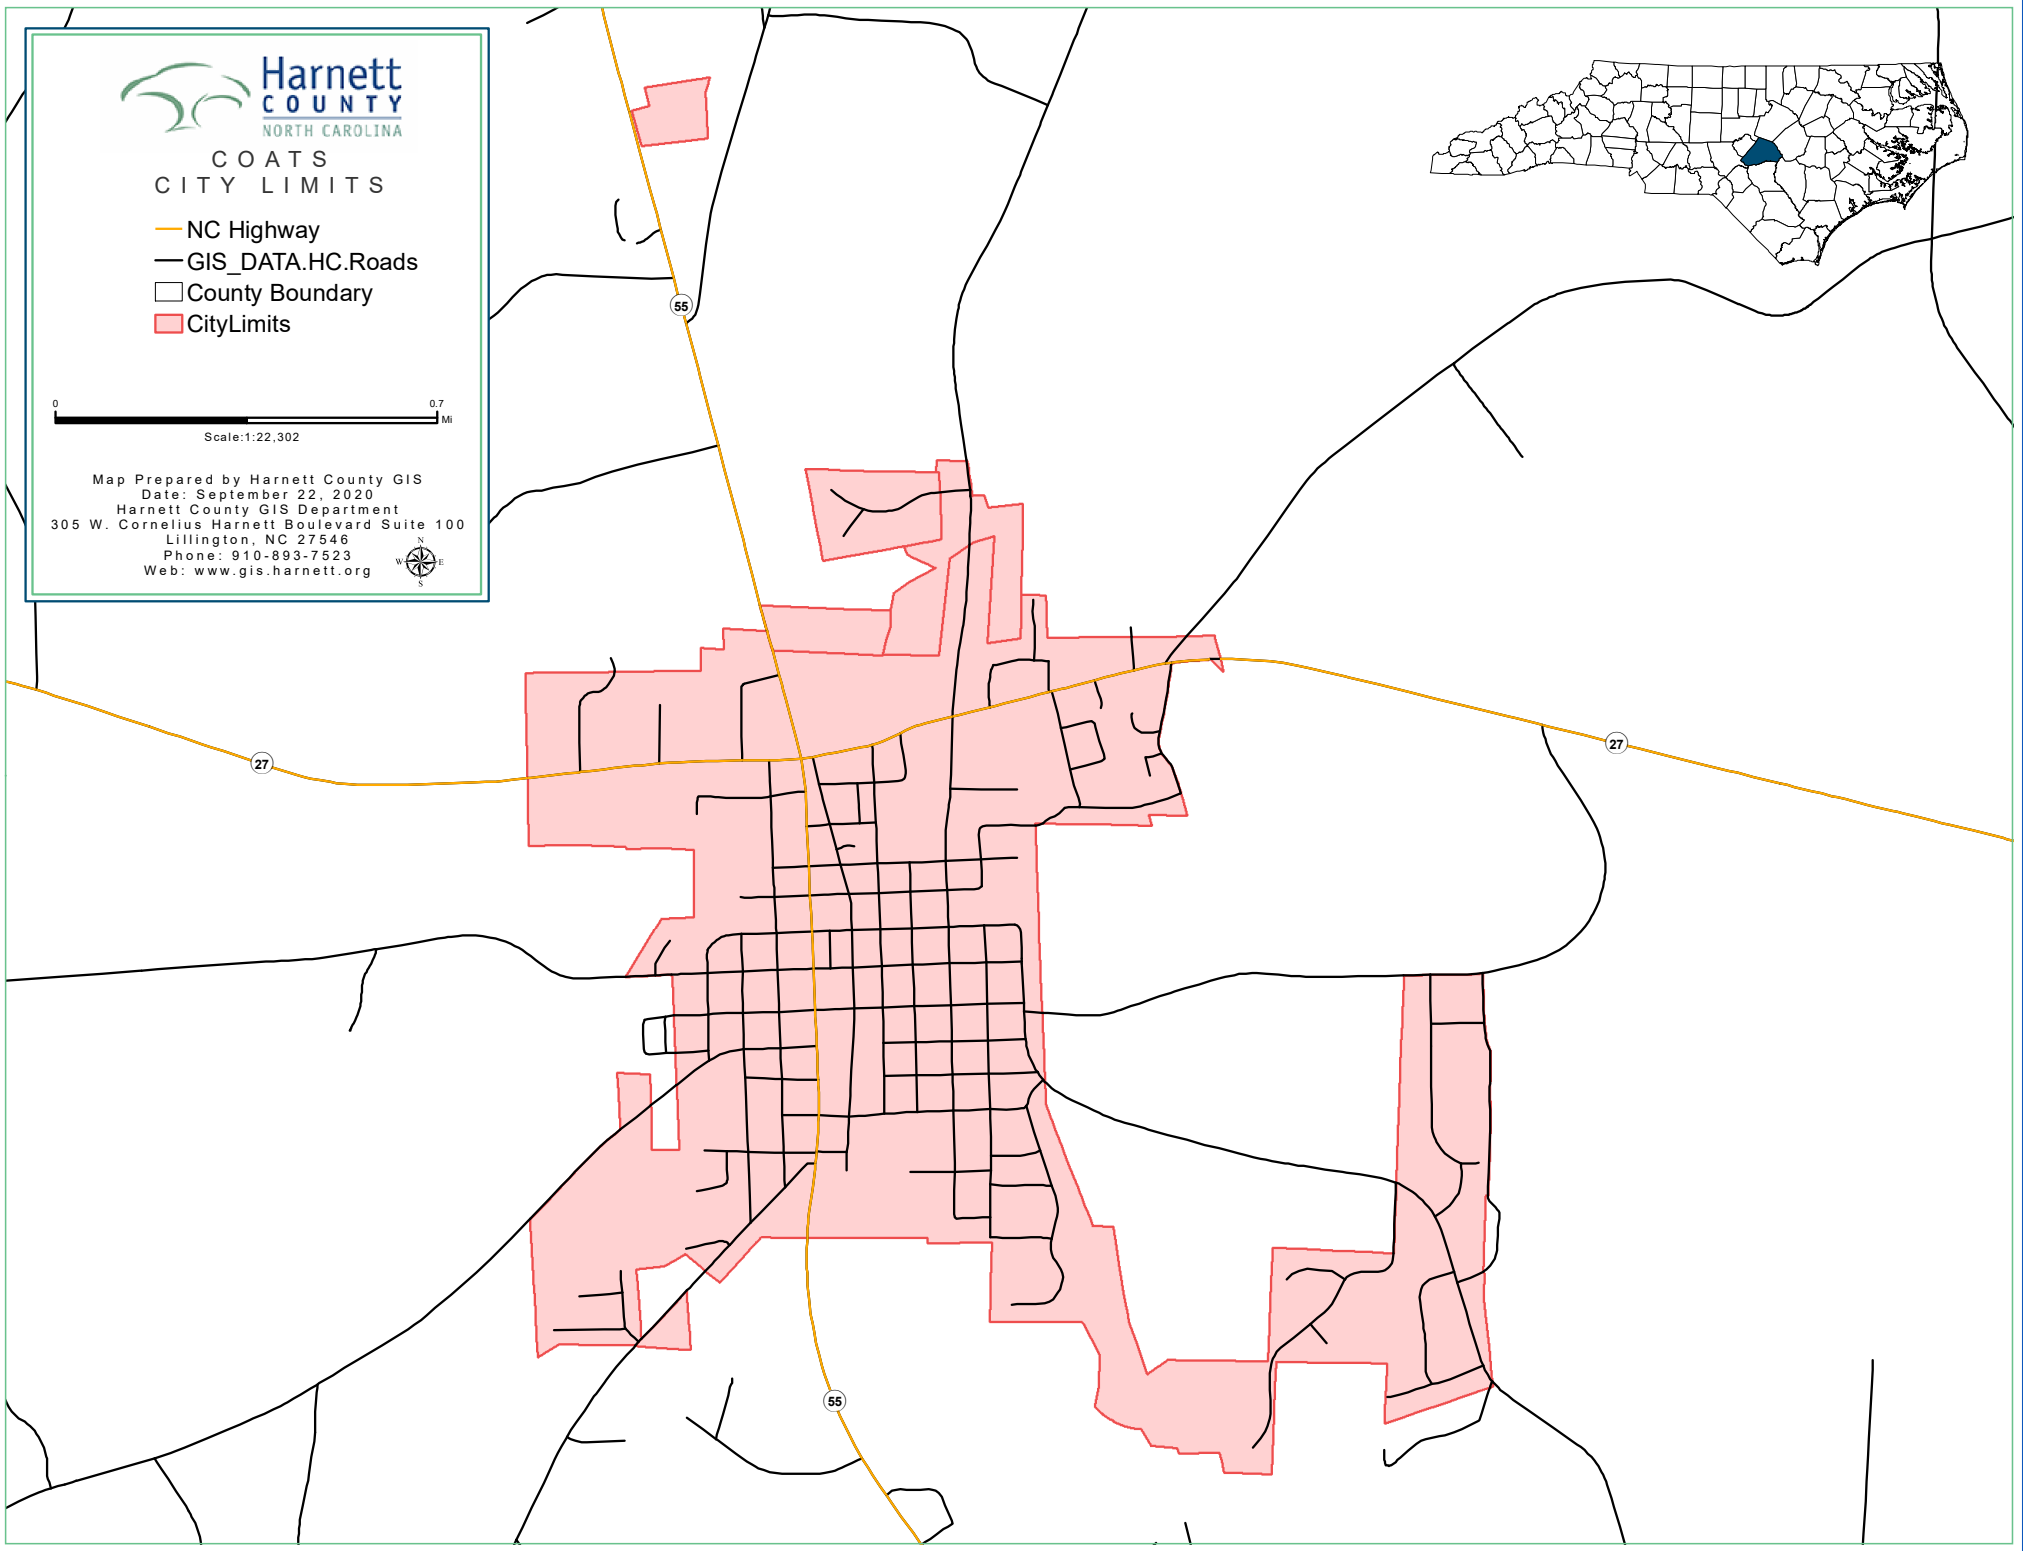 Harnett
COUNTY
NORTH CAROLINA
COATS
CITY LIMITS
NC Highway
GIS_DATA.HC.Roads
County Boundary
CityLimits
0 0.7
Mi
Scale:1:22,302
Map Prepared by Harnett County GIS
Date: September 22, 2020
Harnett County GIS Department
305 W. Cornelius Harnett Boulevard Suite 100
Lillington, NC 27546
Phone: 910-893-7523
Web: www.gis.harnett.org
N
W E
S
55
27
27
55